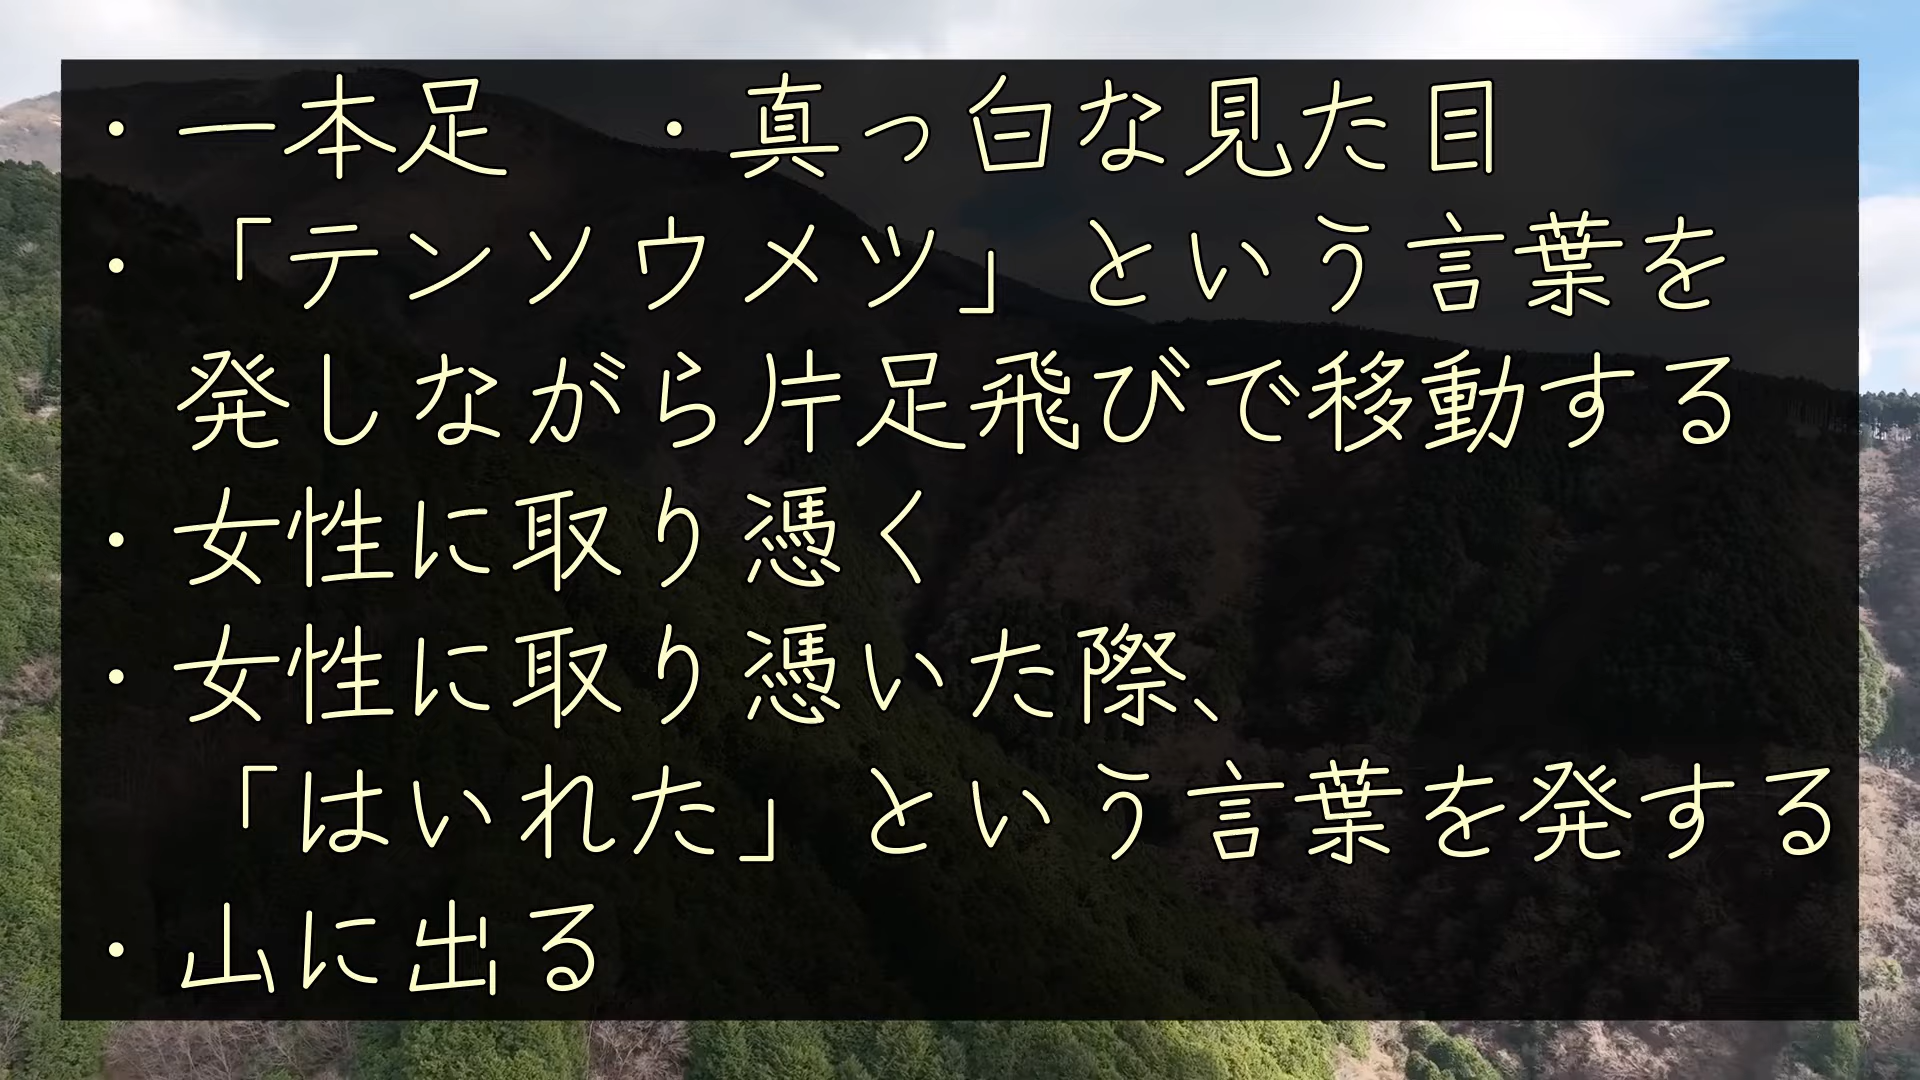 ・一本足　・真っ白な見た目
・「テンソウメツ」という言葉を
発しながら片足飛びで移動する
・女性に取り憑く
・女性に取り憑いた際、
「はいれた」という言葉を発する
・山に出る